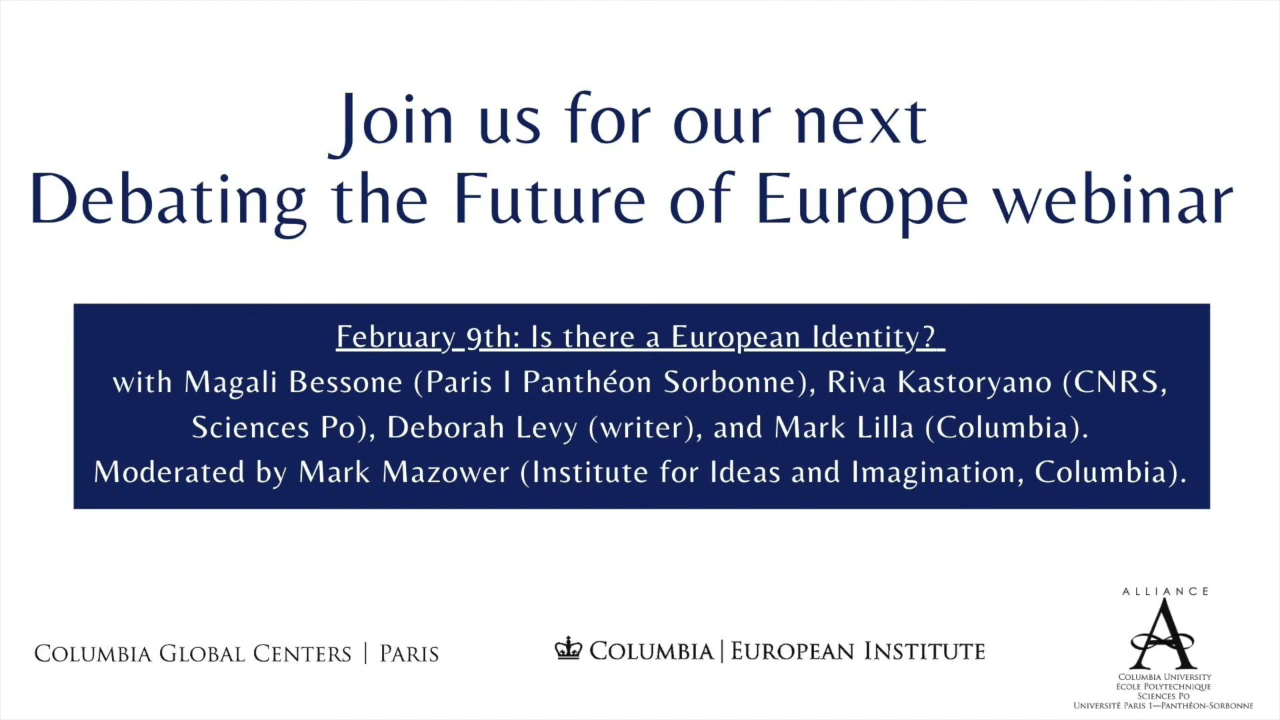 Join us for our next
Debating the Future of Europe webinar
February 9th: Is there a European Identity?
with Magali Bessone (Paris I Panthéon Sorbonne), Riva Kastoryano (CNRS,
Sciences Po), Deborah Levy (writer), and Mark Lilla (Columbia).
Moderated by Mark Mazower (Institute for Ideas and Imagination, Columbia).
COLUMBIA GLOBAL CENTERS | PARIS
COLUMBIA | EUROPEAN INSTITUTE
ALLIANCE
A
COLUMBIA UNIVERSITY
ÉCOLE POLYTECHNIQUE
SCIENCES PO
UNIVERSITÉ PARIS 1—PANTHÉON-SORBONNE